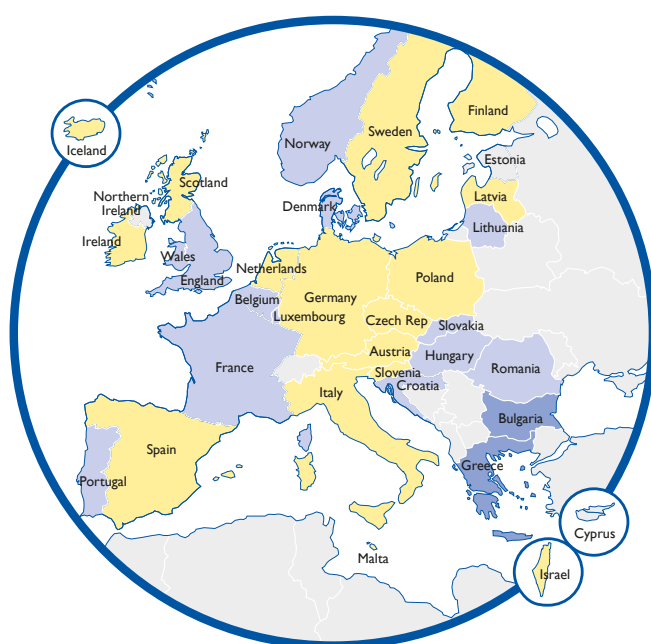 Finland
Sweden
Norway
Iceland
Estonia
Scotland
Latvia
Northern
Ireland
Denmark
Lithuania
Ireland
Wales
Netherlands
England
Poland
Belgium
Germany
Luxembourg
Czech Rep
Slovakia
Austria
Hungary
France
Slovenia
Romania
Croatia
Italy
Bulgaria
Spain
Greece
Portugal
Cyprus
Malta
Israel